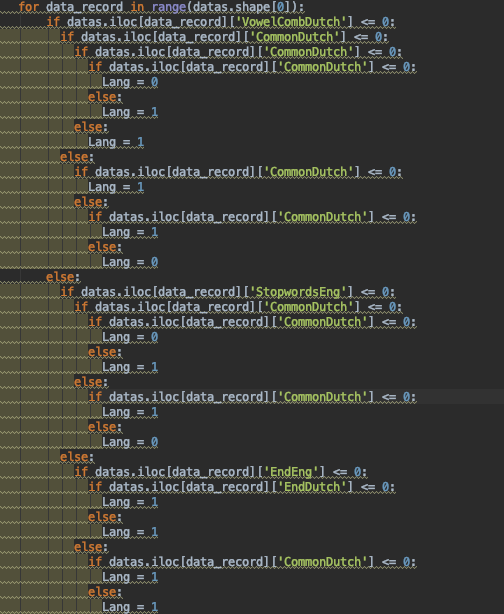 for data_record in range(datas.shape[0]):
if datas.iloc[data_record]['VowelCombDutch'] <= 0:
if datas.iloc[data_record]['CommonDutch'] <= 0:
if datas.iloc[data_record]['CommonDutch'] <= 0:
if datas.iloc[data_record]['CommonDutch'] <= 0:
Lang = 0
else:
Lang = 1
else:
Lang = 1
else:
if datas.iloc[data_record]['CommonDutch'] <= 0:
Lang = 1
else:
if datas.iloc[data_record]['CommonDutch'] <= 0:
Lang = 1
else:
Lang = 0
else:
if datas.iloc[data_record]['StopwordsEng'] <= 0:
if datas.iloc[data_record]['CommonDutch'] <= 0:
if datas.iloc[data_record]['CommonDutch'] <= 0:
Lang = 0
else:
Lang = 1
else:
if datas.iloc[data_record]['CommonDutch'] <= 0:
Lang = 1
else:
Lang = 0
else:
if datas.iloc[data_record]['EndEng'] <= 0:
if datas.iloc[data_record]['EndDutch'] <= 0:
Lang = 1
else:
Lang = 1
else:
if datas.iloc[data_record]['CommonDutch'] <= 0:
Lang = 1
else:
Lang = 1